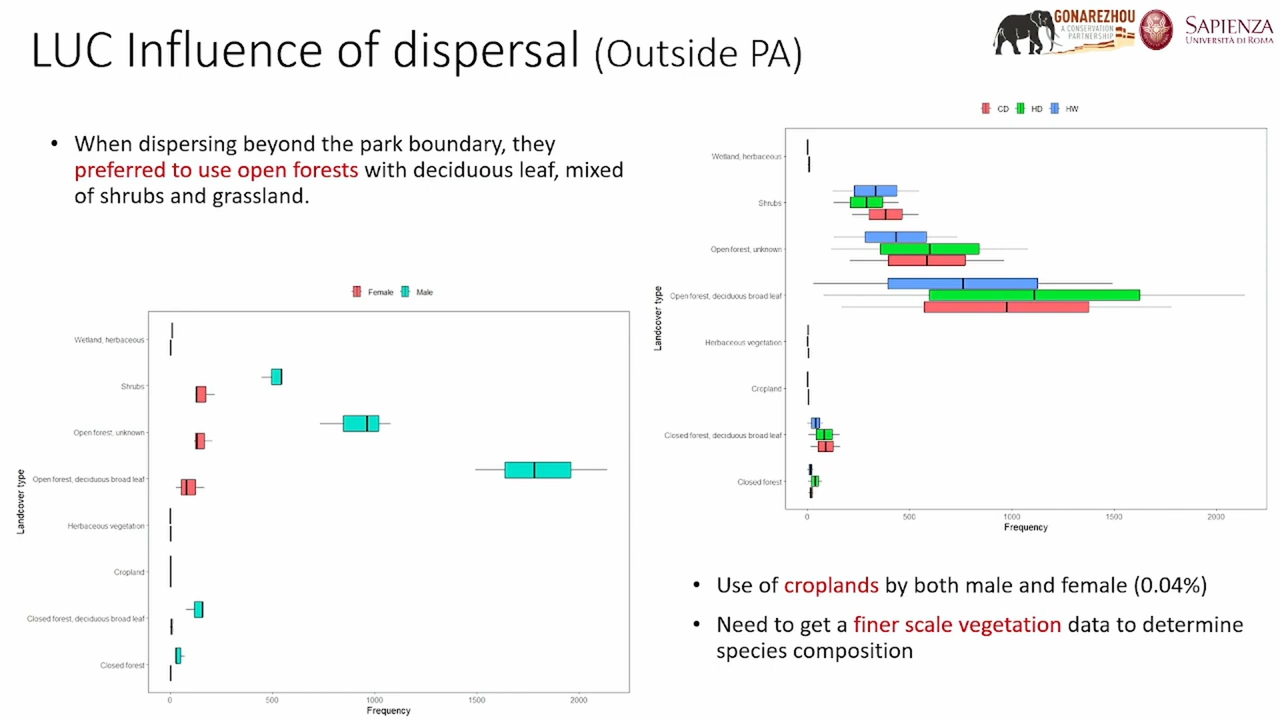 LUC Influence of dispersal (Outside PA)
GONAREZHOU
A CONSERVATION
PARTNERSHIP
SAPIENZA
UNIVERSITÀ DI ROMA
• When dispersing beyond the park boundary, they
preferred to use open forests with deciduous leaf, mixed
of shrubs and grassland.
Female Male
Landcover type
Wetland, herbaceous
Shrubs
Open forest, unknown
Open forest, deciduous broad leaf
Herbaceous vegetation
Cropland
Closed forest, deciduous broad leaf
Closed forest
0 500 1000 1500 2000
Frequency
CD HD HW
Landcover type
Wetland, herbaceous
Shrubs
Open forest, unknown
Open forest, deciduous broad leaf
Herbaceous vegetation
Cropland
Closed forest, deciduous broad leaf
Closed forest
0 500 1000 1500 2000
Frequency
• Use of croplands by both male and female (0.04%)
• Need to get a finer scale vegetation data to determine
species composition